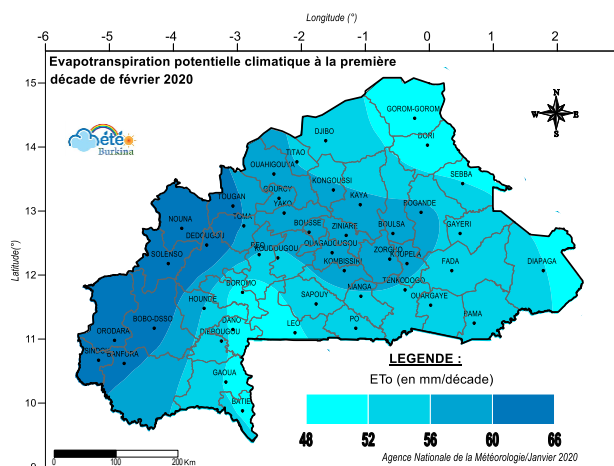 Longitude (°)
-6 -5 -4 -3 -2 -1 0 1 2
Evapotranspiration potentielle climatique à la première
décade de février 2020
15
14
13
12
11
10
9
Latitude(°)
été
Burkina
N
W E
S
GOROM-GOROM
DORI
DJIBO
TITAO
OUAHIGOUYA
SEBBA
KONGOUSSI
TOUGAN
GOURCY
KAYA
YAKO
BOGANDE
NOUNA
TOMA
BOUSSE
ZINIARE
BOULSA
GAYERI
DEDOUGOU
REO
KOUDOUGOU
OUAGADOUGOU
ZORGHO
KOUPELA
SOLENSO
KOMBISSIRI
FADA
DIAPAGA
BOROMO
TENKODOGO
HOUNDE
SAPOUY
MANGA
OUARGAYE
BOBO-DSSO
DANO
LEO
PO
PAMA
ORODARA
DIEBOUGOU
SINDOU
BANFORA
GAOUA
BATIE
LEGENDE :
ETo (en mm/décade)
48 52 56 60 66
0 100 200 Km
Agence Nationale de la Météorologie/Janvier 2020